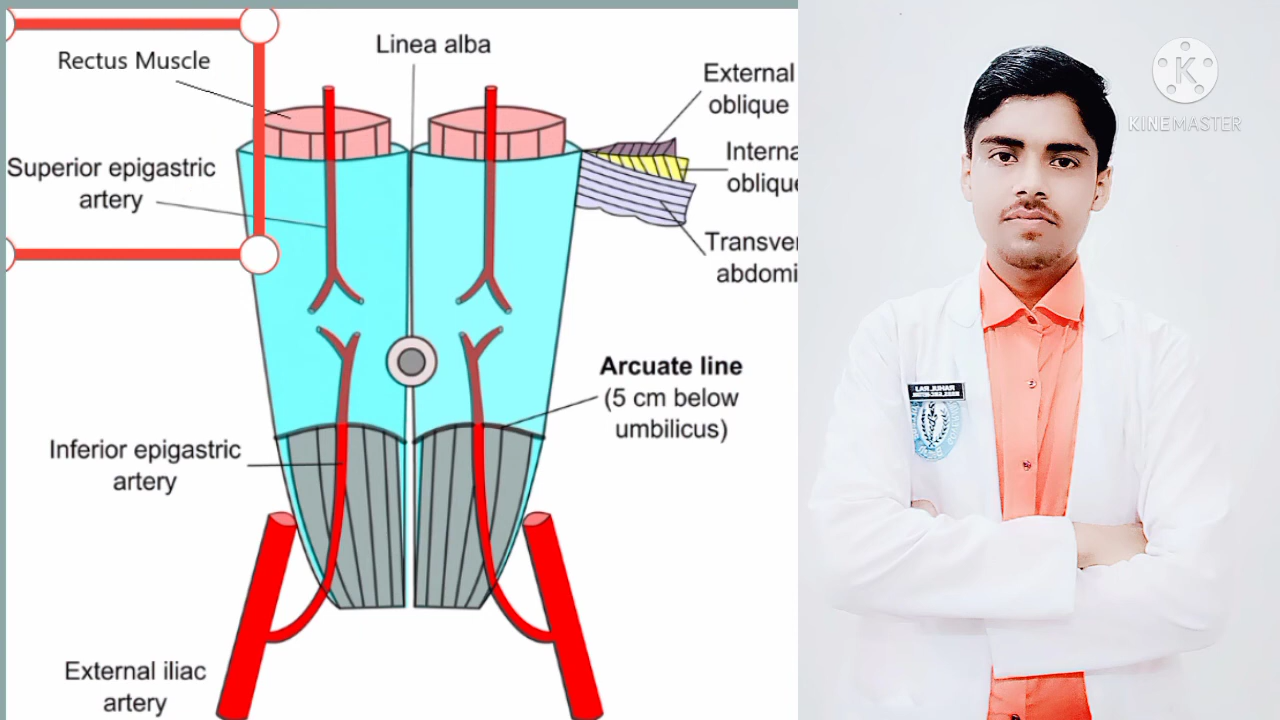 Rectus Muscle
Linea alba
External
oblique
Superior epigastric
artery
Interna
oblique
Transve
abdomi
Arcuate line
(5 cm below
umbilicus)
Inferior epigastric
artery
External iliac
artery
K
KINEMASTER